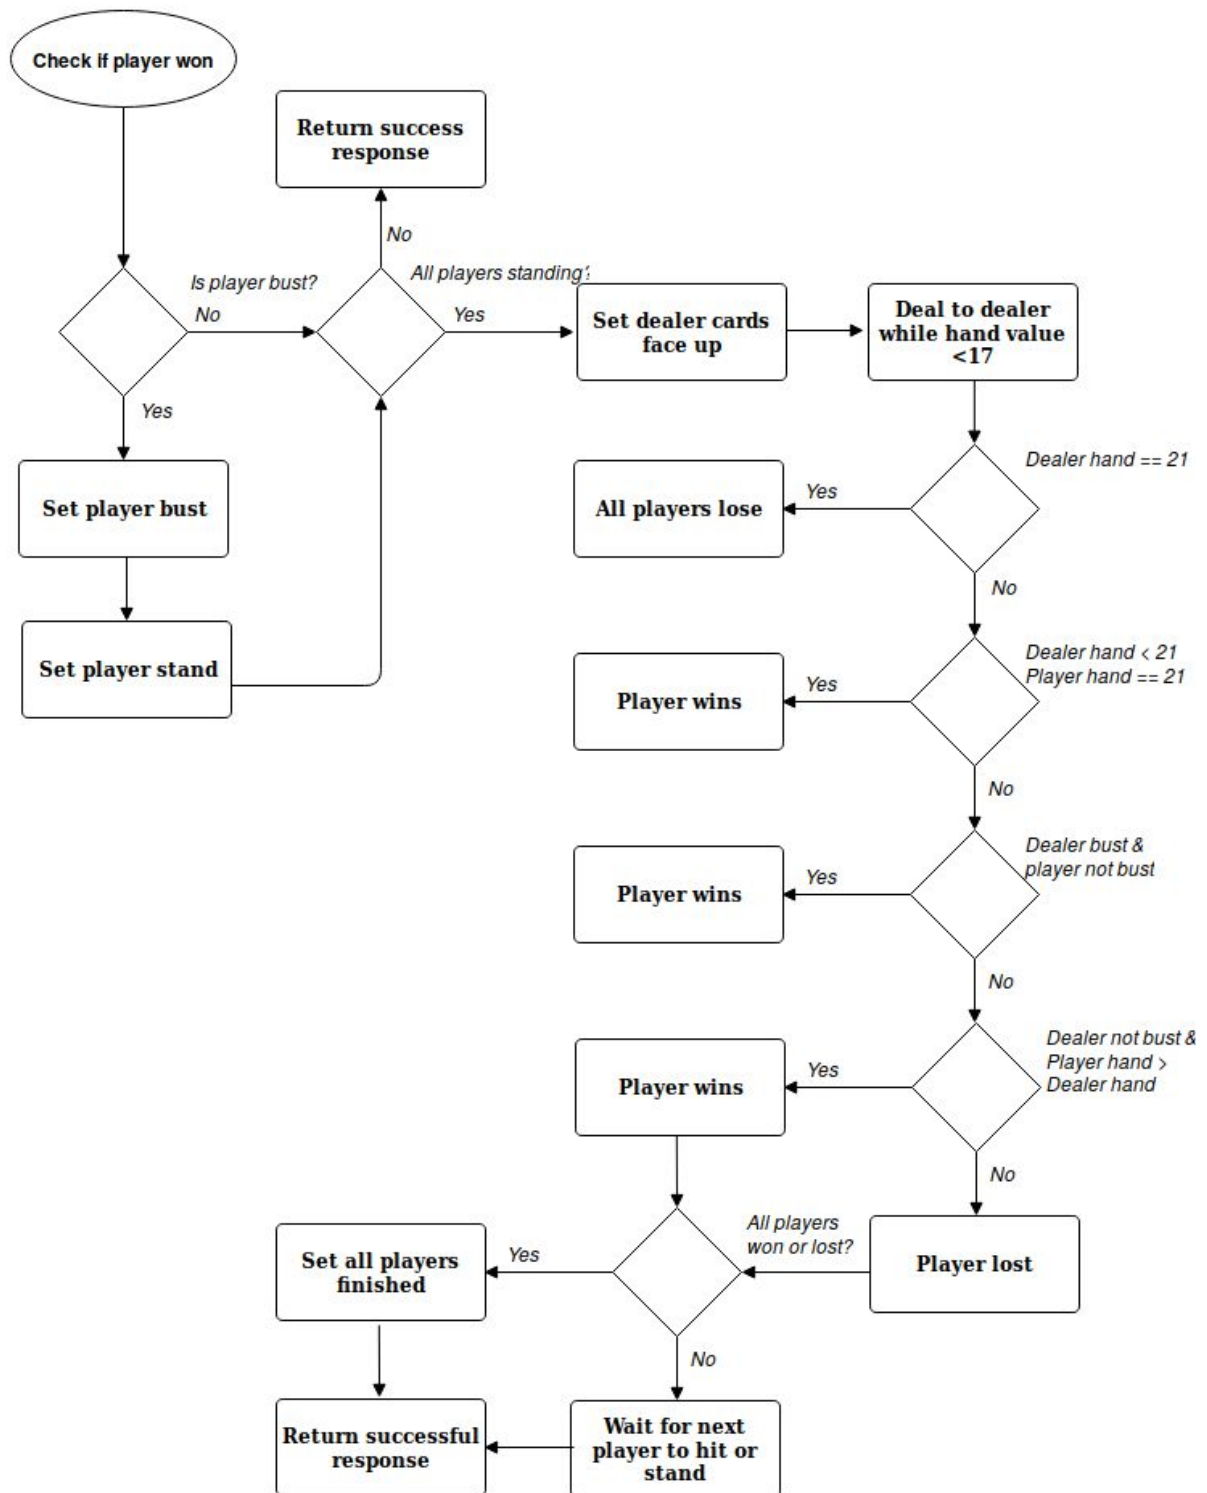 Check if player won
Return success
response
No
Is player bust?
All players standing?
No
Yes
Set dealer cards
face up
Deal to dealer
while hand value
<17
Yes
Dealer hand == 21
Set player bust
All players lose
Yes
No
Set player stand
Dealer hand < 21
Player hand == 21
Player wins
Yes
No
Dealer bust &
player not bust
Player wins
Yes
No
Dealer not bust &
Player hand >
Dealer hand
Player wins
Yes
No
All players
won or lost?
Set all players
finished
Yes
Player lost
No
Return successful
response
Wait for next
player to hit or
stand